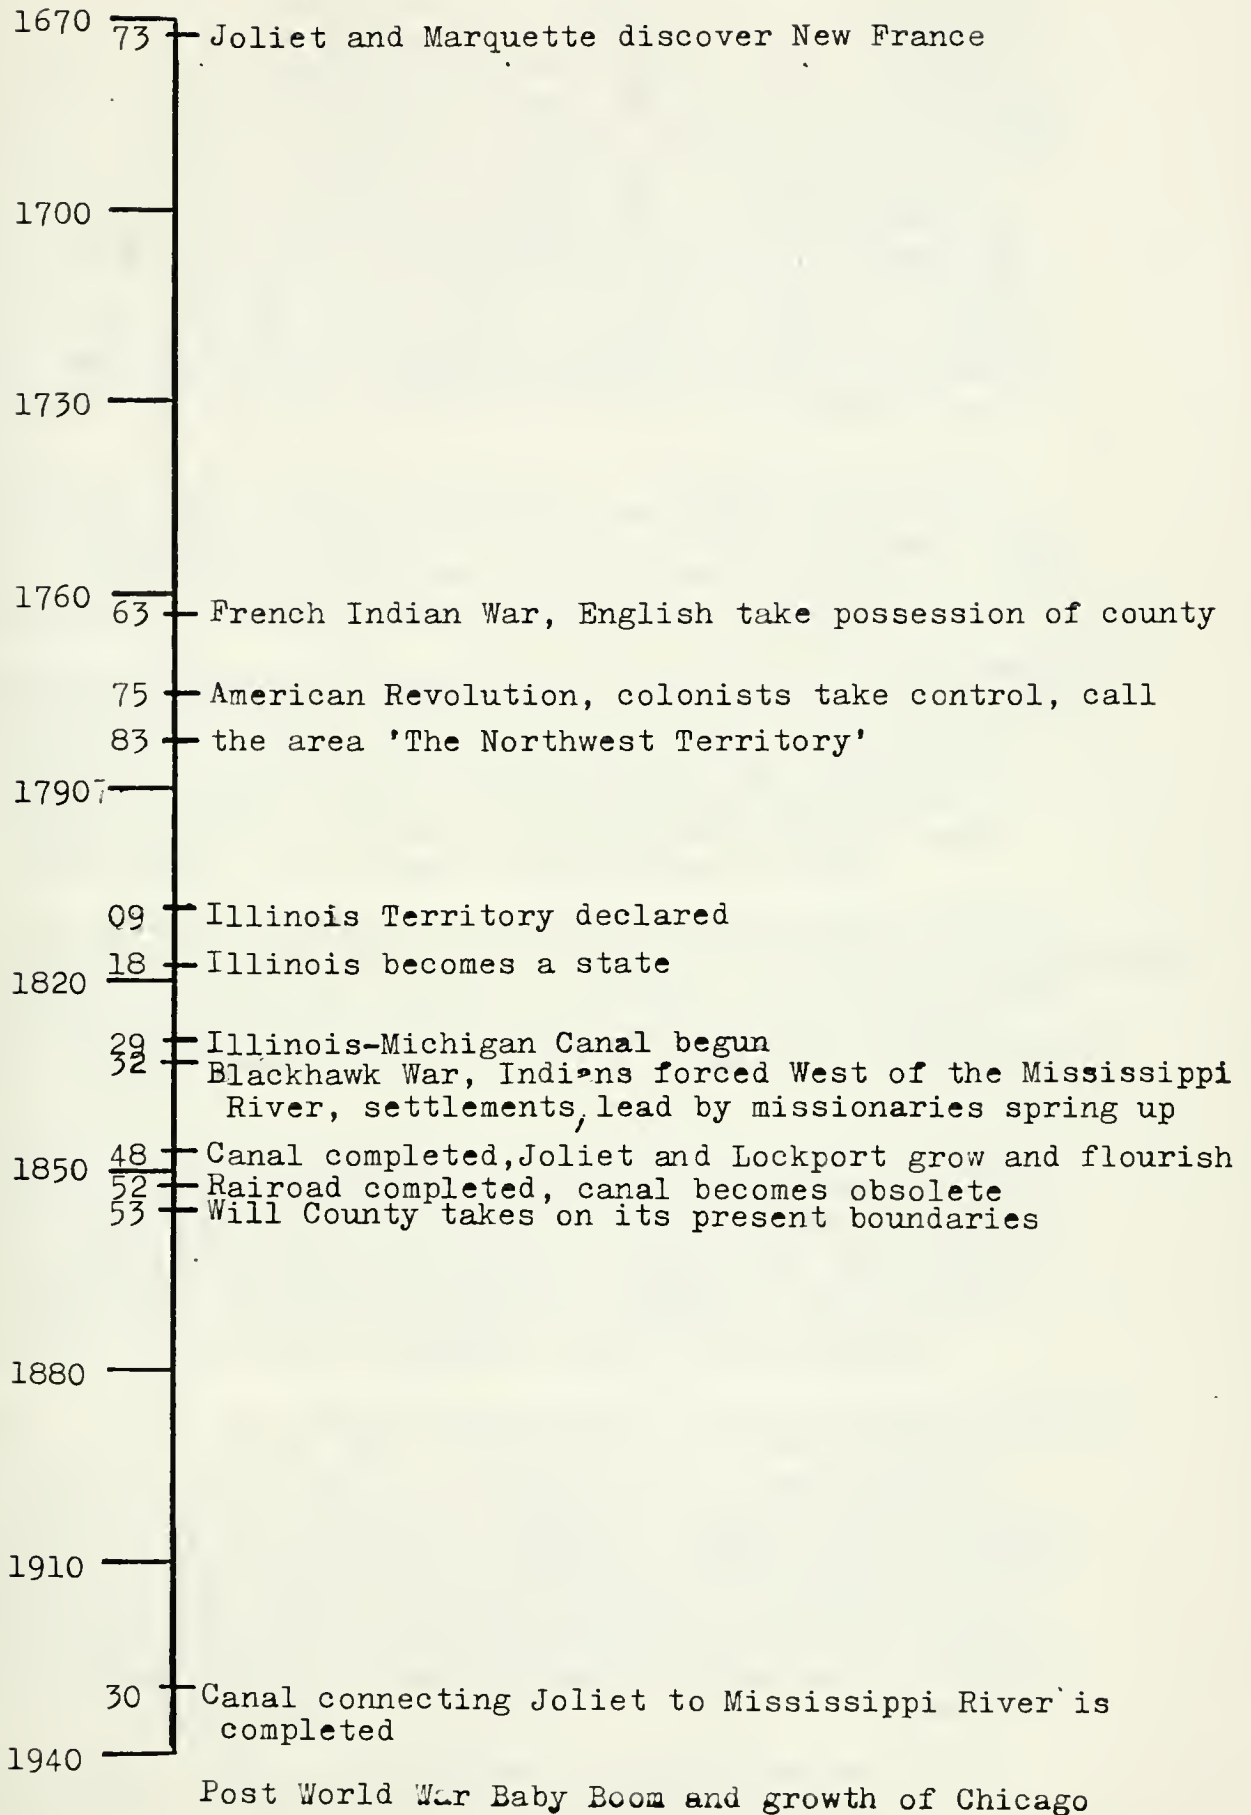 1670
73 Joliet and Marquette discover New France
1700
1730
1760
63 French Indian War, English take possession of county
75 American Revolution, colonists take control, call
83 the area 'The Northwest Territory'
1790
09 Illinois Territory declared
18 Illinois becomes a state
1820
29 Illinois-Michigan Canal begun
32 Blackhawk War, Indians forced West of the Mississippi
River, settlements, lead by missionaries spring up
48 Canal completed,Joliet and Lockport grow and flourish
1850
52 Rairoad completed, canal becomes obsolete
53 Will County takes on its present boundaries
1880
1910
30 Canal connecting Joliet to Mississippi River is
completed
1940
Post World War Baby Boom and growth of Chicago